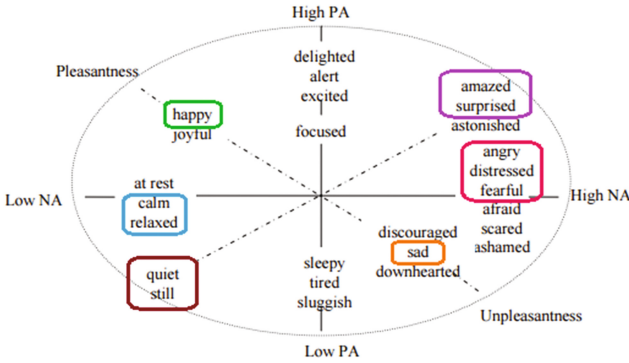 High PA
delighted
alert
excited
focused
Pleasantness
happy
joyful
amazed
surprised
astonished
angry
distressed
fearful
afraid
scared
ashamed
Low NA
High NA
at rest
calm
relaxed
quiet
still
sleepy
tired
sluggish
discouraged
sad
downhearted
Unpleasantness
Low PA